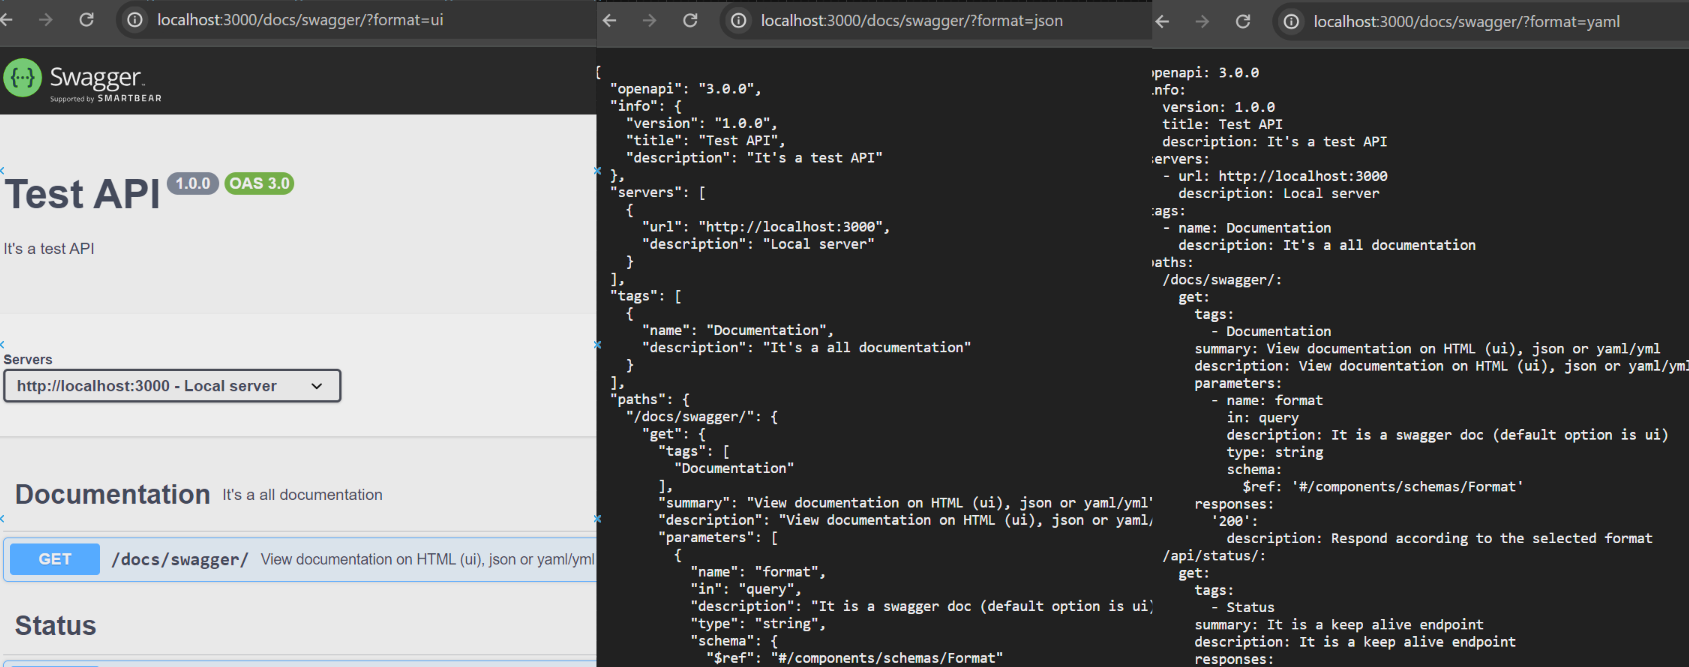 localhost:3000/docs/swagger/?format=ui
Swagger.
Supported by SMARTBEAR
Test API 1.0.0 OAS 3.0
It's a test API
Servers
http://localhost:3000 - Local server
Documentation It's a all documentation
GET /docs/swagger/ View documentation on HTML (ui), json or yaml/yml
Status
localhost:3000/docs/swagger/?format=json
{
"openapi": "3.0.0",
"info": {
"version": "1.0.0",
"title": "Test API",
"description": "It's a test API"
},
"servers": [
{
"url": "http://localhost:3000",
"description": "Local server"
}
],
"tags": [
{
"name": "Documentation",
"description": "It's a all documentation"
}
],
"paths": {
"/docs/swagger/": {
"get": {
"tags": [
"Documentation"
],
"summary": "View documentation on HTML (ui), json or yaml/yml"
"description": "View documentation on HTML (ui), json or yaml/
"parameters": [
{
"name": "format",
"in": "query",
"description": "It is a swagger doc (default option is ui)
"type": "string",
"schema": {
"$ref": "#/components/schemas/Format"
localhost:3000/docs/swagger/?format=yaml
openapi: 3.0.0
info:
version: 1.0.0
title: Test API
description: It's a test API
servers:
- url: http://localhost:3000
description: Local server
tags:
- name: Documentation
description: It's a all documentation
paths:
/docs/swagger/:
get:
tags:
- Documentation
summary: View documentation on HTML (ui), json or yaml/yml
description: View documentation on HTML (ui), json or yaml/yml
parameters:
- name: format
in: query
description: It is a swagger doc (default option is ui)
type: string
schema:
$ref: '#/components/schemas/Format'
responses:
'200':
description: Respond according to the selected format
/api/status/:
get:
tags:
- Status
summary: It is a keep alive endpoint
description: It is a keep alive endpoint
responses: